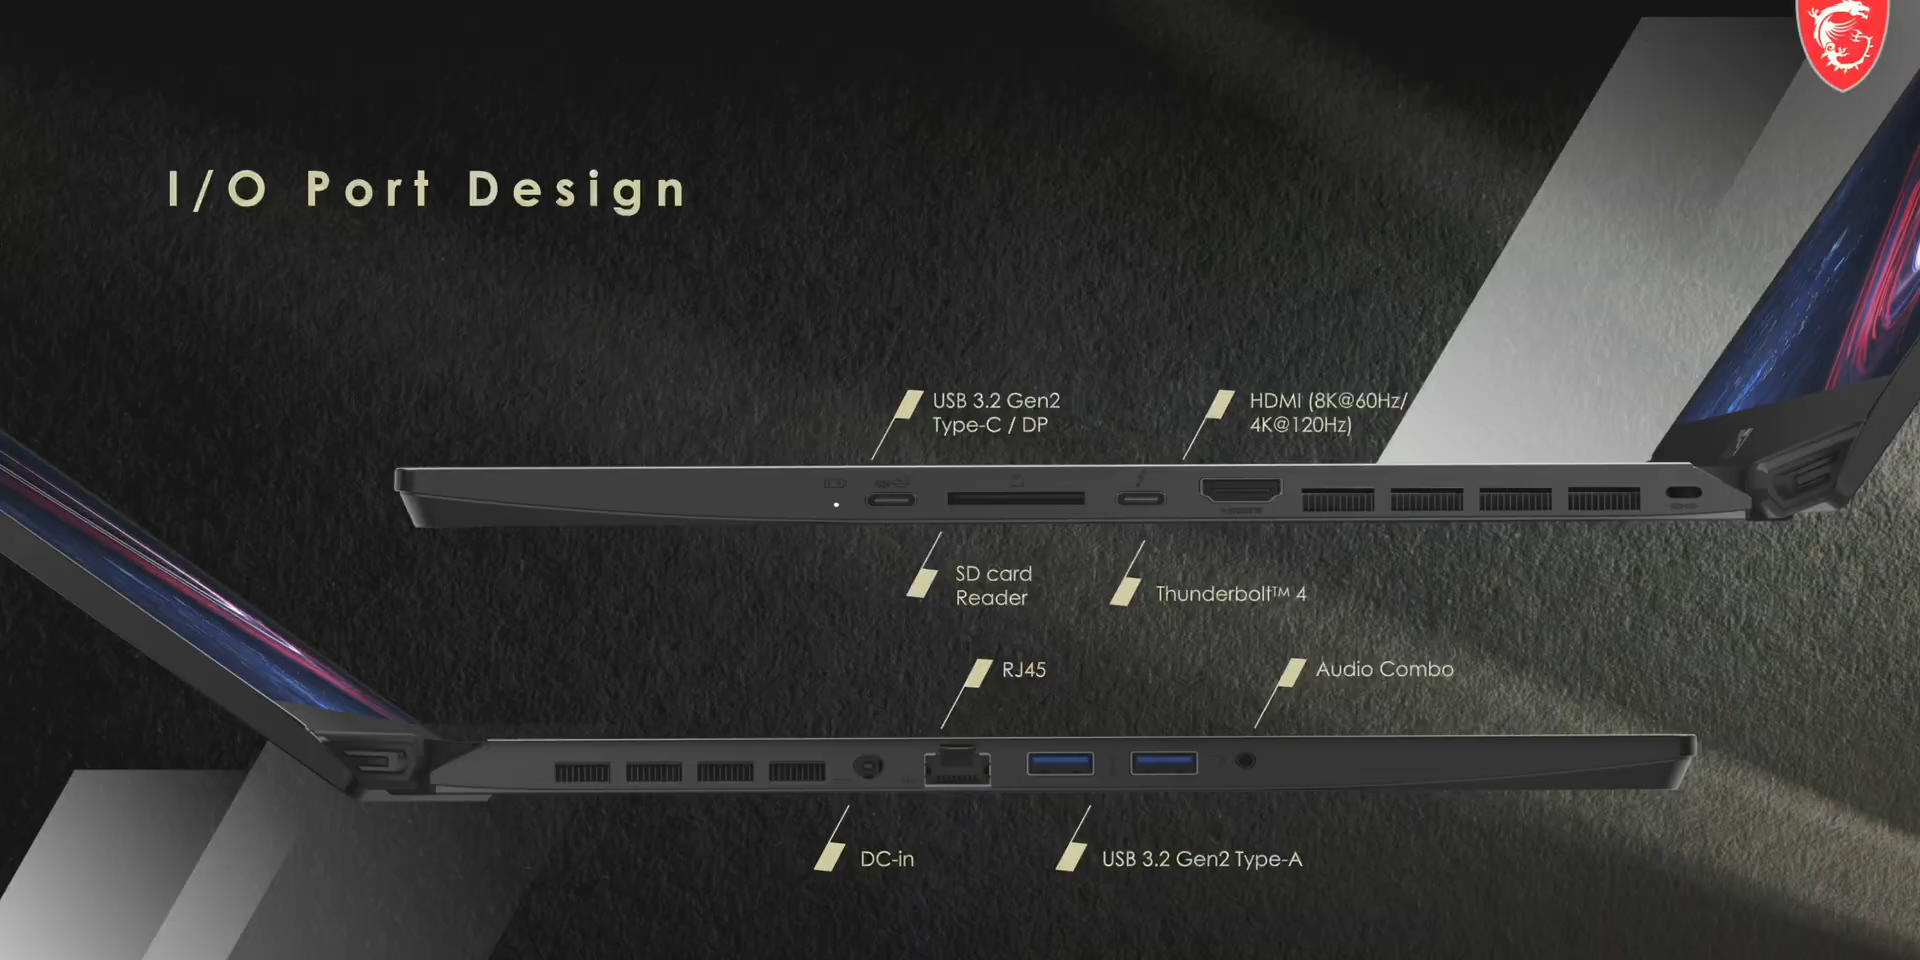 I/O Port Design
USB 3.2 Gen2
Type-C / DP
HDMI (8K@60Hz/
4K@120Hz)
SD card
Reader
Thunderbolt™ 4
RJ45
Audio Combo
DC-in
USB 3.2 Gen2 Type-A